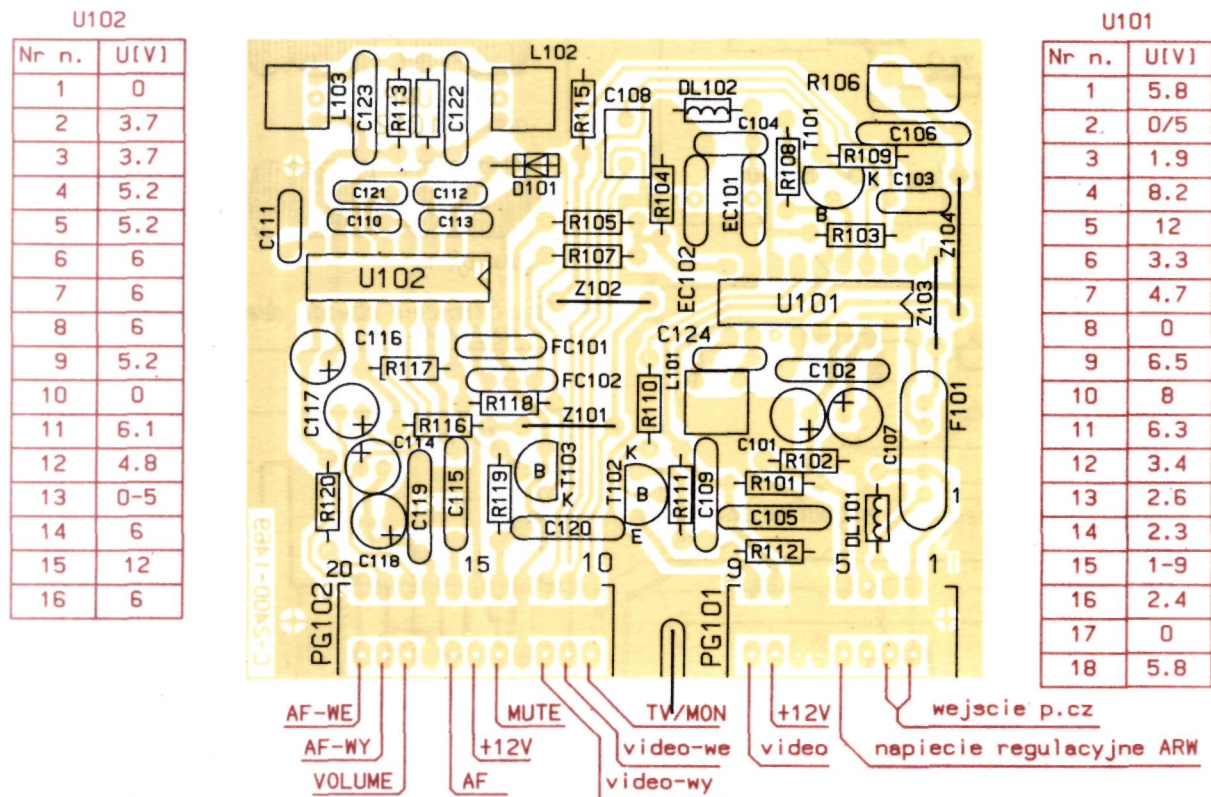 U102
Nr n. U[V]
1 0
2 3.7
3 3.7
4 5.2
5 5.2
6 6
7 6
8 6
9 5.2
10 0
11 6.1
12 4.8
13 0-5
14 6
15 12
16 6
U101
Nr n. U[V]
1 5.8
2 0/5
3 1.9
4 8.2
5 12
6 3.3
7 4.7
8 0
9 6.5
10 8
11 6.3
12 3.4
13 2.6
14 2.3
15 1-9
16 2.4
17 0
18 5.8
L103
C123
R113
C122
L102
R115
C108
DL102
C104
T101
R106
C106
R108
R109
K
C103
D101
R104
EC101
B
R103
C121
C112
C110
C113
C111
R105
R107
EC102
Z104
U102
Z102
U101
Z103
C116
R117
FC101
FC102
C124
L101
C102
F101
C117
R118
R116
Z101
R110
C101
C107
C114
R102
R120
C119
C115
R119
B
T103
K
T102
K
B
E
R111
C109
R101
C105
DL101
1
C118
C120
R112
C-2400-1469
20
15
10
9
5
1
PG102
PG101
AF-WE
MUTE
TV/MON
+12V
wejscie p.cz
AF-WY
+12V
video-we
video
napiecie regulacyjne ARW
VOLUME
AF
video-wy